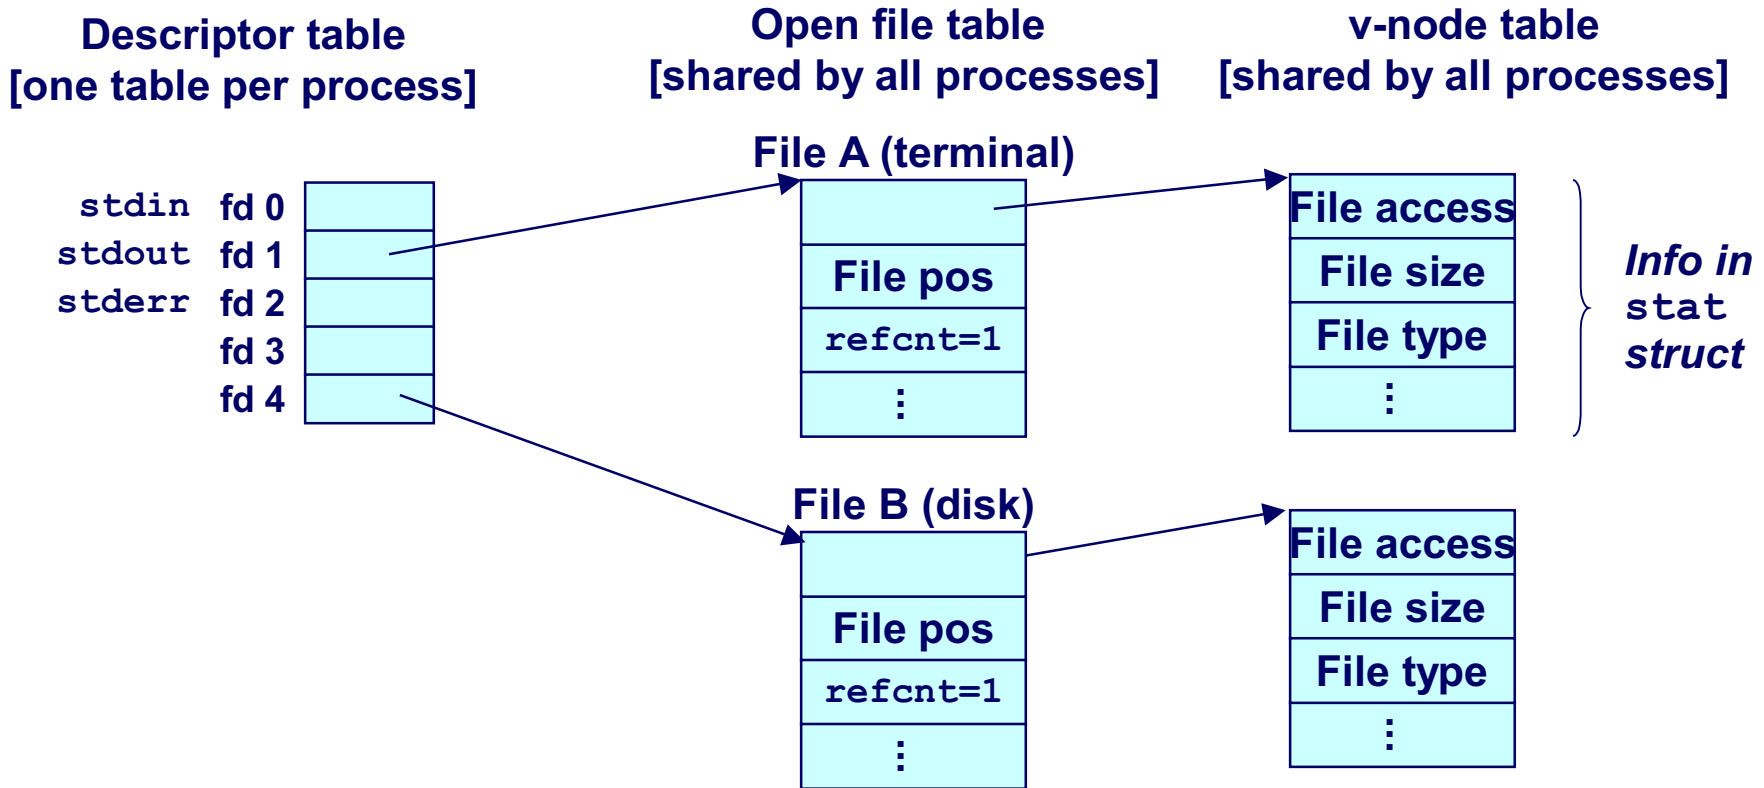 Descriptor table
[one table per process]
Open file table
[shared by all processes]
v-node table
[shared by all processes]
stdin fd 0
stdout fd 1
stderr fd 2
fd 3
fd 4
File A (terminal)
File pos
refcnt=1
⋮
File access
File size
File type
⋮
Info in
stat
struct
File B (disk)
File pos
refcnt=1
⋮
File access
File size
File type
⋮